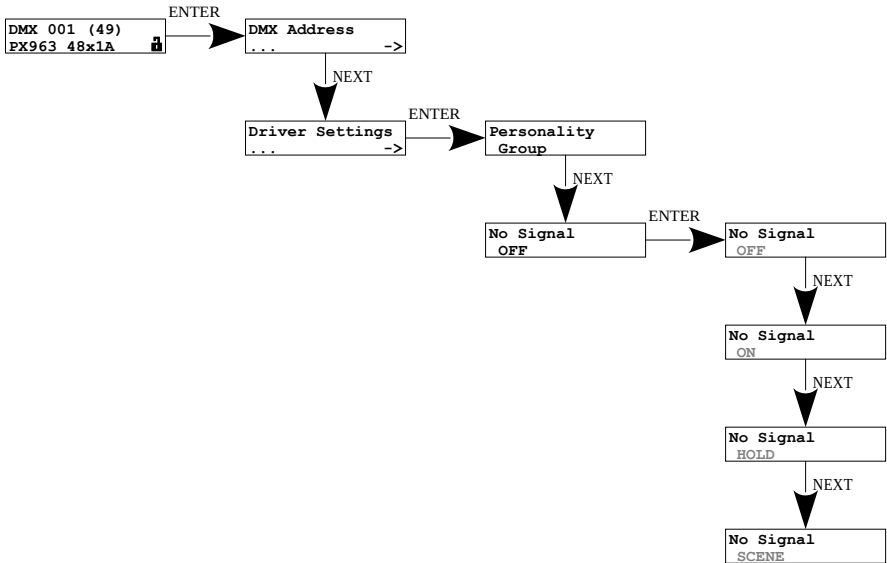 ENTER
DMX 001 (49)
PX963 48x1A
DMX Address
... ->
NEXT
ENTER
Driver Settings
... ->
Personality
Group
NEXT
ENTER
No Signal
OFF
No Signal
OFF
NEXT
No Signal
ON
NEXT
No Signal
HOLD
NEXT
No Signal
SCENE